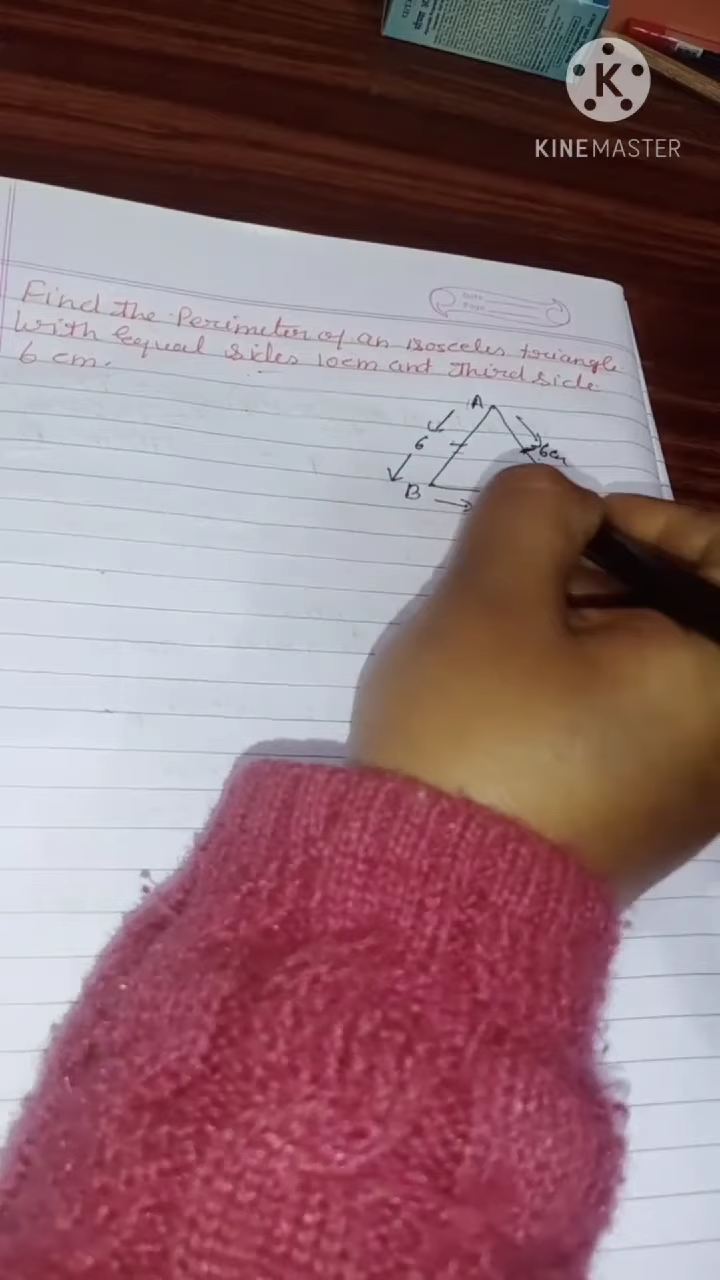 K
KINEMASTER
Find the Perimeter of an isosceles triangle
with Equal Sides 10cm and Third Side
6 cm.
A
6
6cm
B